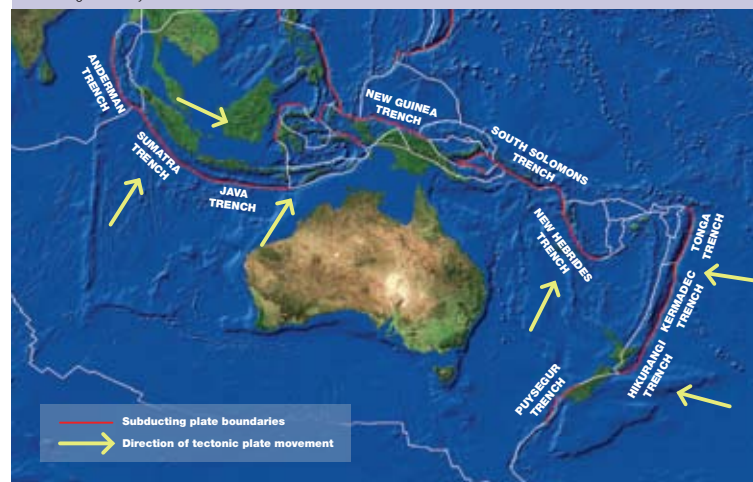 ANDERMAN
TRENCH
SUMATRA
TRENCH
JAVA
TRENCH
NEW GUINEA
TRENCH
SOUTH SOLOMONS
TRENCH
NEW HEBRIDES
TRENCH
TONGA
TRENCH
KERMADEC
TRENCH
HIKURANGI
TRENCH
PUYSEGUR
TRENCH
Subducting plate boundaries
Direction of tectonic plate movement